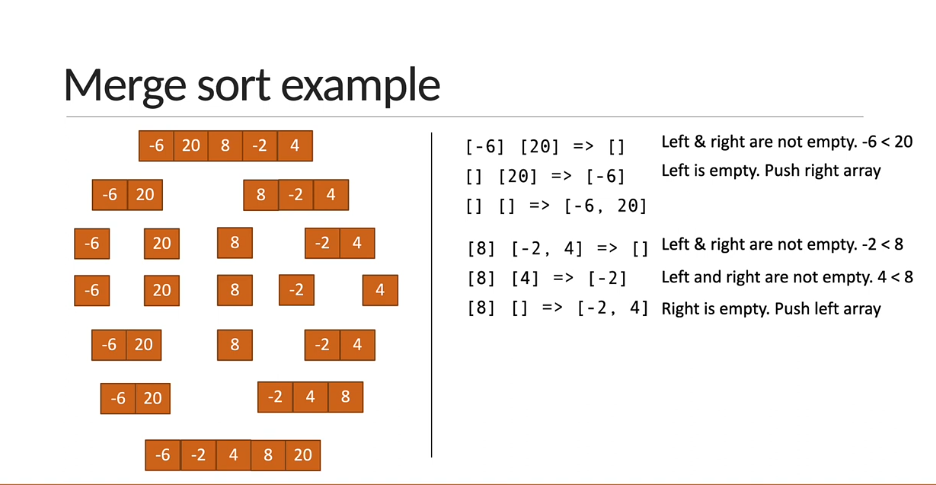 Merge sort example
-6 20 8 -2 4
-6 20 8 -2 4
-6 20 8 -2 4
-6 20 8 -2 4
-6 20 8 -2 4
-6 20 -2 4 8
-6 -2 4 8 20
[-6] [20] => [] Left & right are not empty. -6 < 20
[] [20] => [-6] Left is empty. Push right array
[] [] => [-6, 20]
[8] [-2, 4] => [] Left & right are not empty. -2 < 8
[8] [4] => [-2] Left and right are not empty. 4 < 8
[8] [] => [-2, 4] Right is empty. Push left array